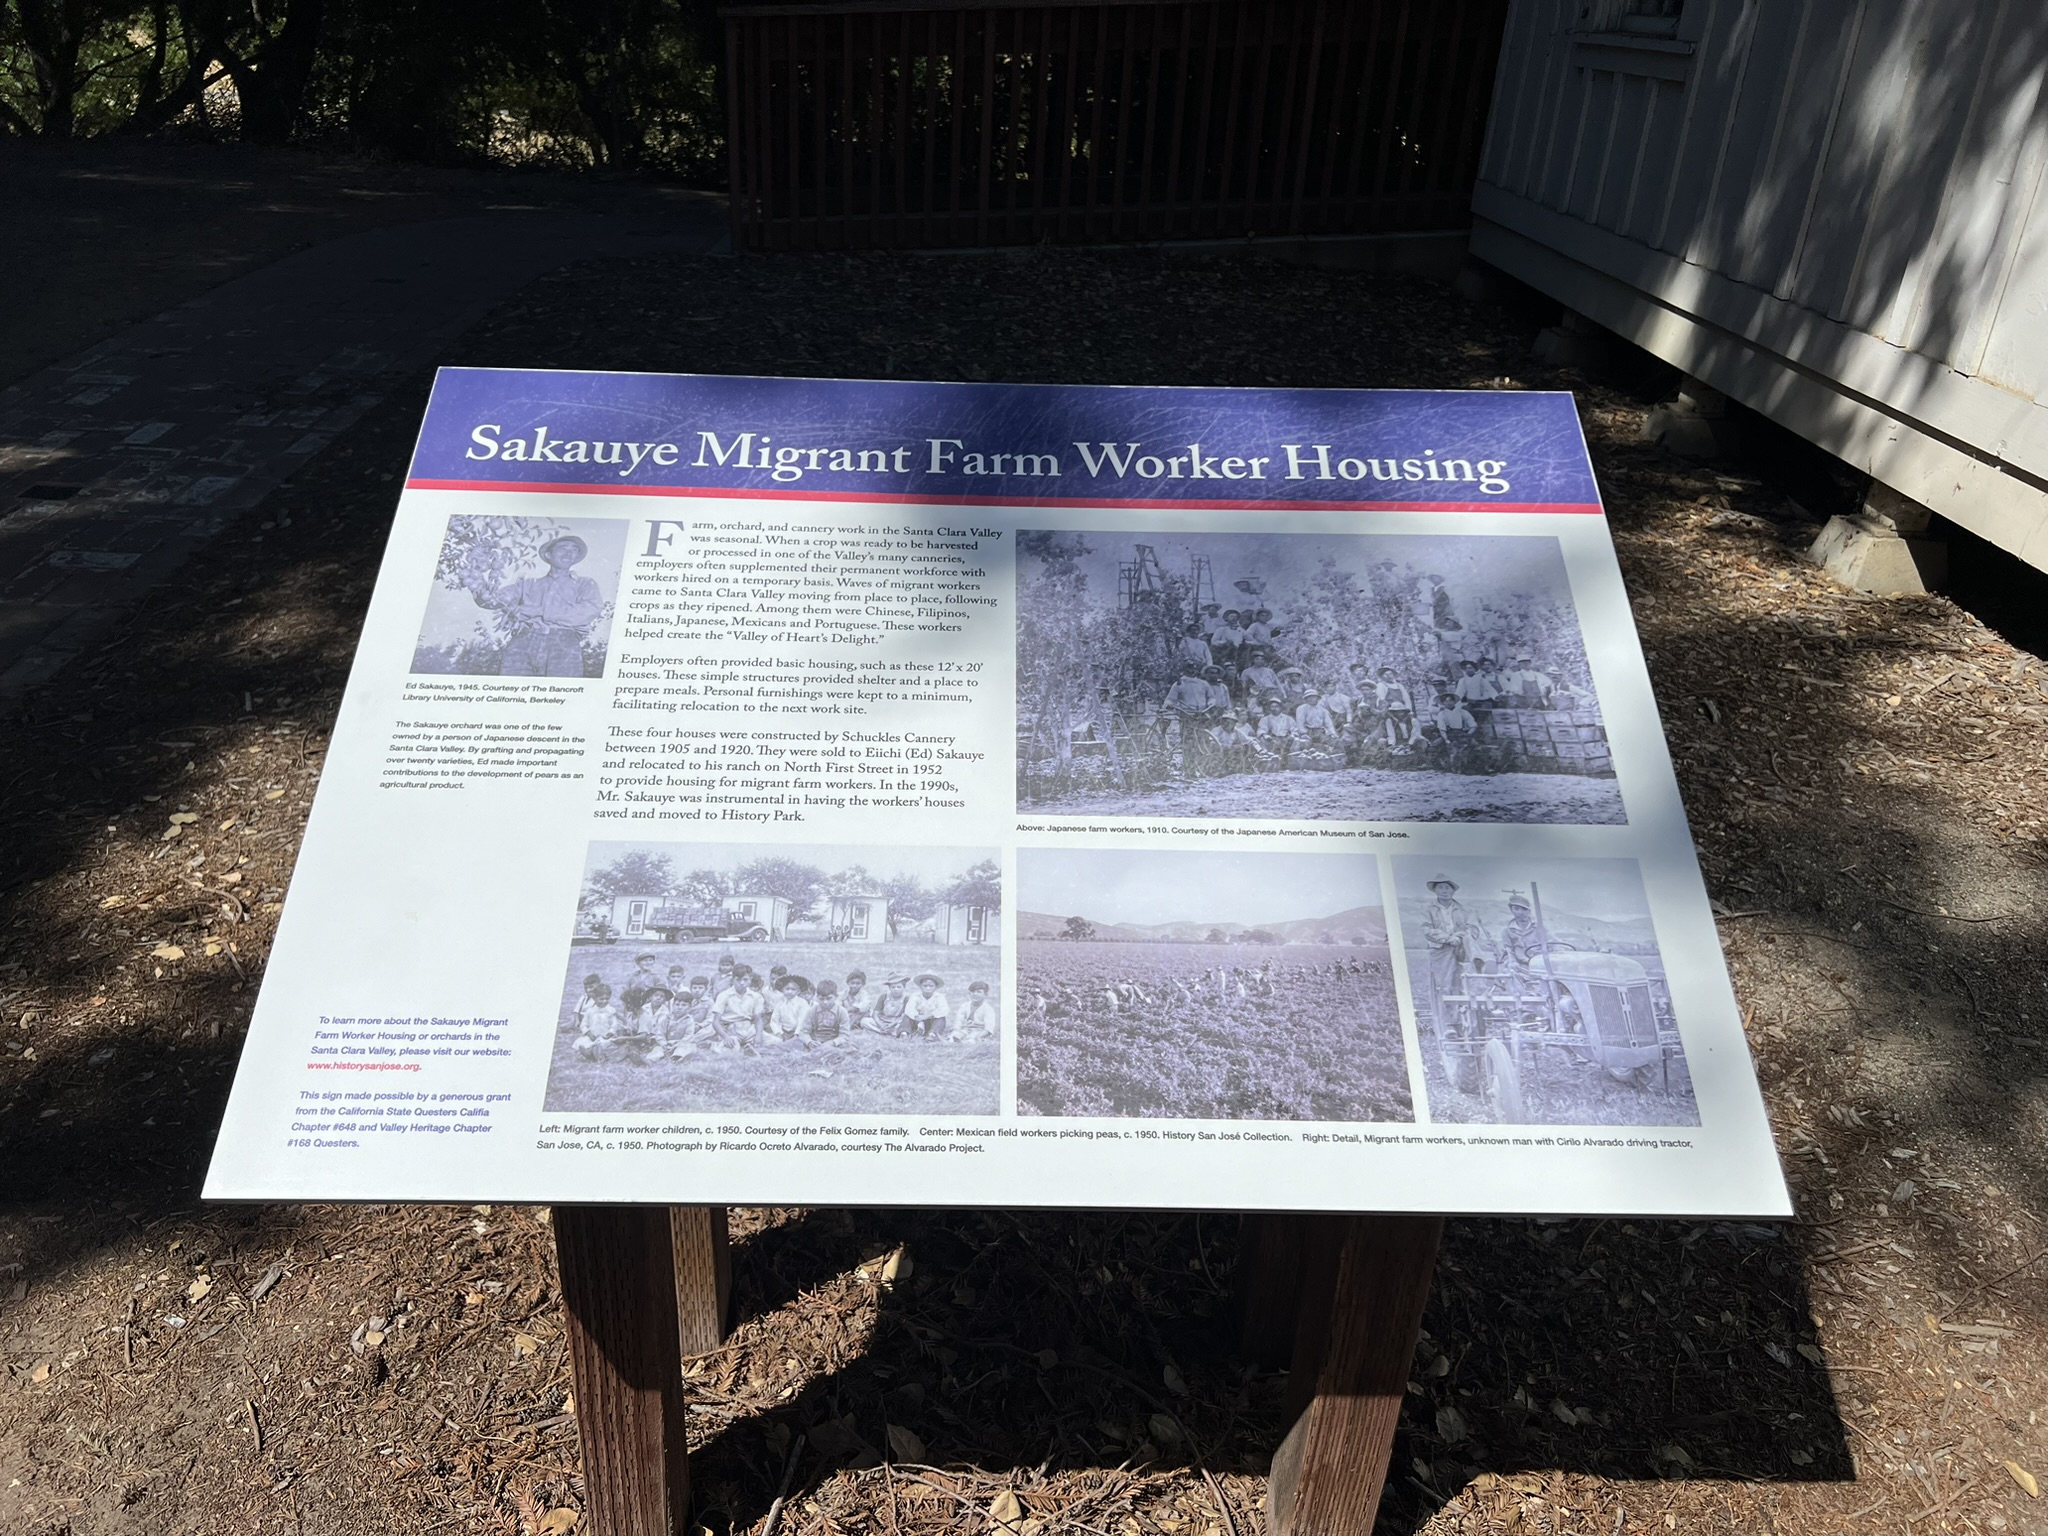 Sakauye Migrant Farm Worker Housing
Ed Sakauye, 1945. Courtesy of The Bancroft
Library University of California, Berkeley
The Sakauye orchard was one of the few
owned by a person of Japanese descent in the
Santa Clara Valley. By grafting and propagating
over twenty varieties, Ed made important
contributions to the development of pears as an
agricultural product.
Farm, orchard, and cannery work in the Santa Clara Valley
was seasonal. When a crop was ready to be harvested
or processed in one of the Valley's many canneries,
employers often supplemented their permanent workforce with
workers hired on a temporary basis. Waves of migrant workers
came to Santa Clara Valley moving from place to place, following
crops as they ripened. Among them were Chinese, Filipinos,
Italians, Japanese, Mexicans and Portuguese. These workers
helped create the “Valley of Heart's Delight.”
Employers often provided basic housing, such as these 12' x 20'
houses. These simple structures provided shelter and a place to
prepare meals. Personal furnishings were kept to a minimum,
facilitating relocation to the next work site.
These four houses were constructed by Schuckles Cannery
between 1905 and 1920. They were sold to Eiichi (Ed) Sakauye
and relocated to his ranch on North First Street in 1952
to provide housing for migrant farm workers. In the 1990s,
Mr. Sakauye was instrumental in having the workers' houses
saved and moved to History Park.
Above: Japanese farm workers, 1910. Courtesy of the Japanese American Museum of San Jose.
To learn more about the Sakauye Migrant
Farm Worker Housing or orchards in the
Santa Clara Valley, please visit our website:
www.historysanjose.org.
This sign made possible by a generous grant
from the California State Questers Califia
Chapter #648 and Valley Heritage Chapter
#168 Questers.
Left: Migrant farm worker children, c. 1950. Courtesy of the Felix Gomez family. Center: Mexican field workers picking peas, c. 1950. History San José Collection. Right: Detail, Migrant farm workers, unknown man with Cirilo Alvarado driving tractor,
San Jose, CA, c. 1950. Photograph by Ricardo Ocreto Alvarado, courtesy The Alvarado Project.